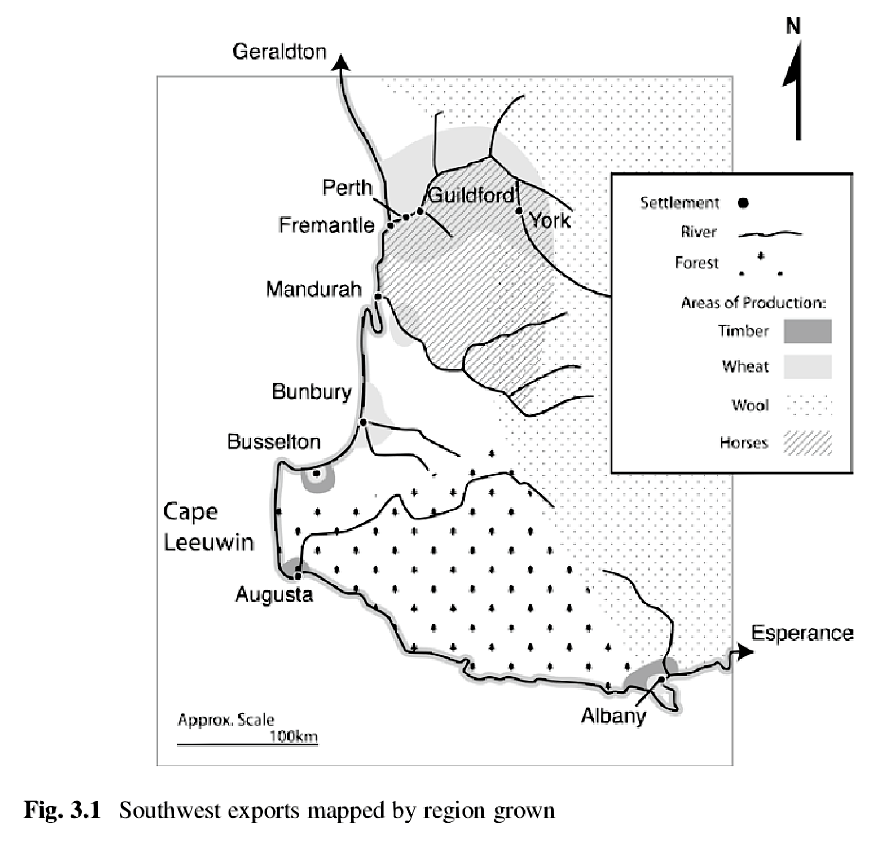 N
Geraldton
Perth
Guildford
Fremantle
York
Mandurah
Bunbury
Busselton
Cape
Leeuwin
Augusta
Albany
Esperance
Settlement
River
Forest
Areas of Production:
Timber
Wheat
Wool
Horses
Approx. Scale
100km
Fig. 3.1 Southwest exports mapped by region grown